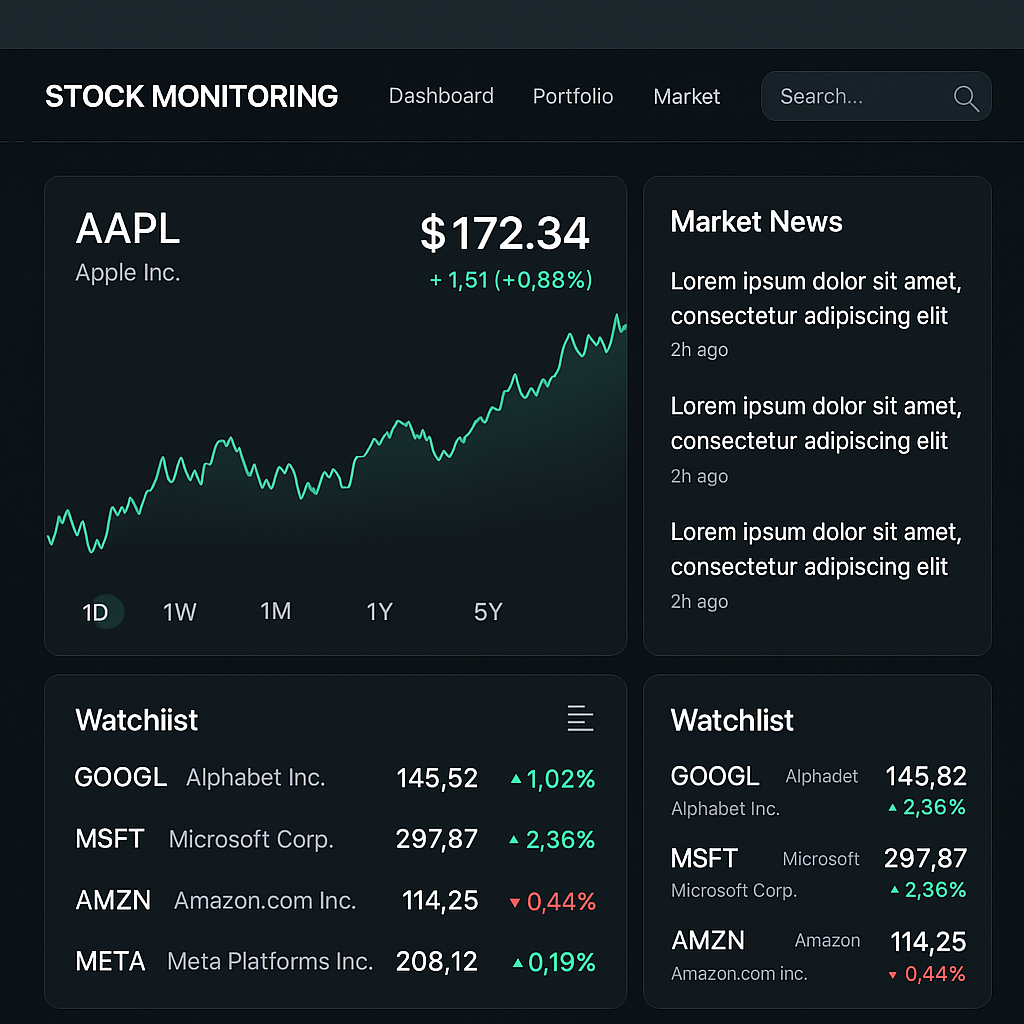 STOCK MONITORING Dashboard Portfolio Market Search...
AAPL
Apple Inc.
$172.34
+ 1,51 (+0,88%)
1D 1W 1M 1Y 5Y
Market News
Lorem ipsum dolor sit amet,
consectetur adipiscing elit
2h ago
Lorem ipsum dolor sit amet,
consectetur adipiscing elit
2h ago
Lorem ipsum dolor sit amet,
consectetur adipiscing elit
2h ago
Watchiist
GOOGL Alphabet Inc. 145,52 ▲1,02%
MSFT Microsoft Corp. 297,87 ▲2,36%
AMZN Amazon.com Inc. 114,25 ▼0,44%
META Meta Platforms Inc. 208,12 ▲0,19%
Watchlist
GOOGL Alphadet 145,82
Alphabet Inc. ▲2,36%
MSFT Microsoft 297,87
Microsoft Corp. ▲2,36%
AMZN Amazon 114,25
Amazon.com inc. ▼0,44%